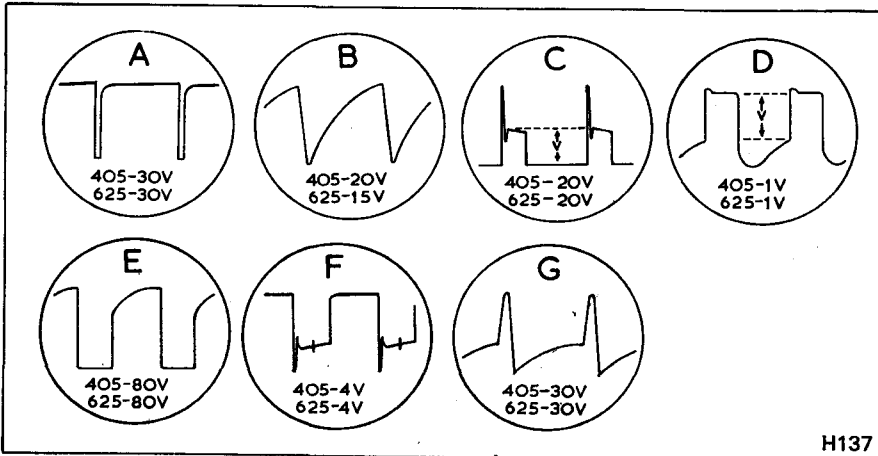 A
405-30V
625-30V
B
405-20V
625-15V
C
V
405-20V
625-20V
D
V
405-1V
625-1V
E
405-80V
625-80V
F
405-4V
625-4V
G
405-30V
625-30V
H137